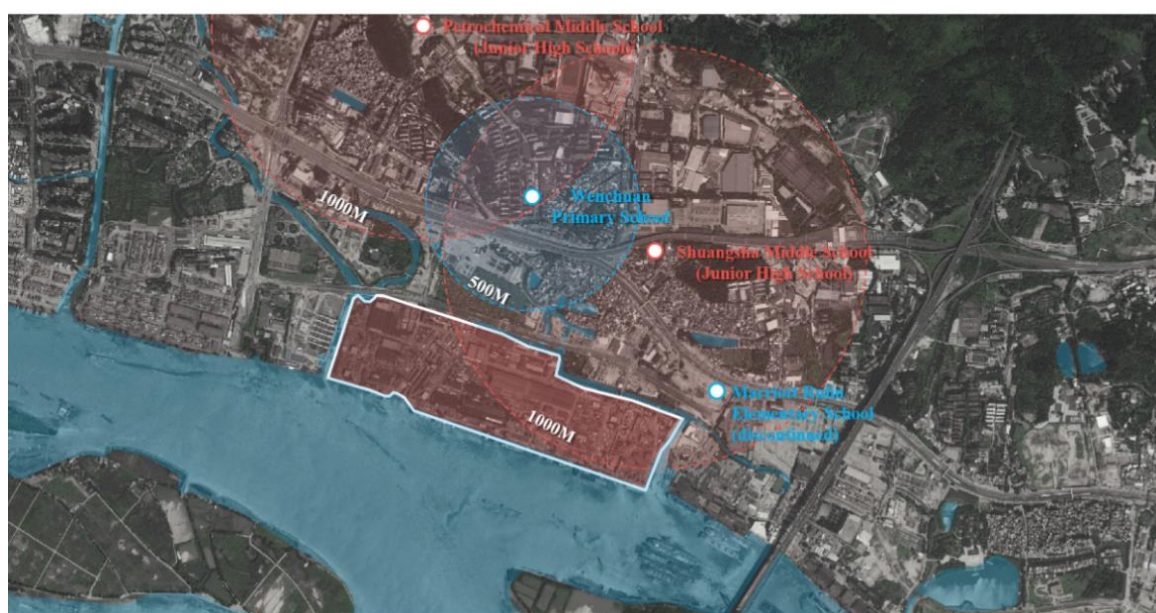 Petrochemical Middle School
(Junior High School)
Wenchuan
Primary School
1000M
Shuangsha Middle School
(Junior High School)
500M
Marriott Rufin
Elementary School
(discontinued)
1000M